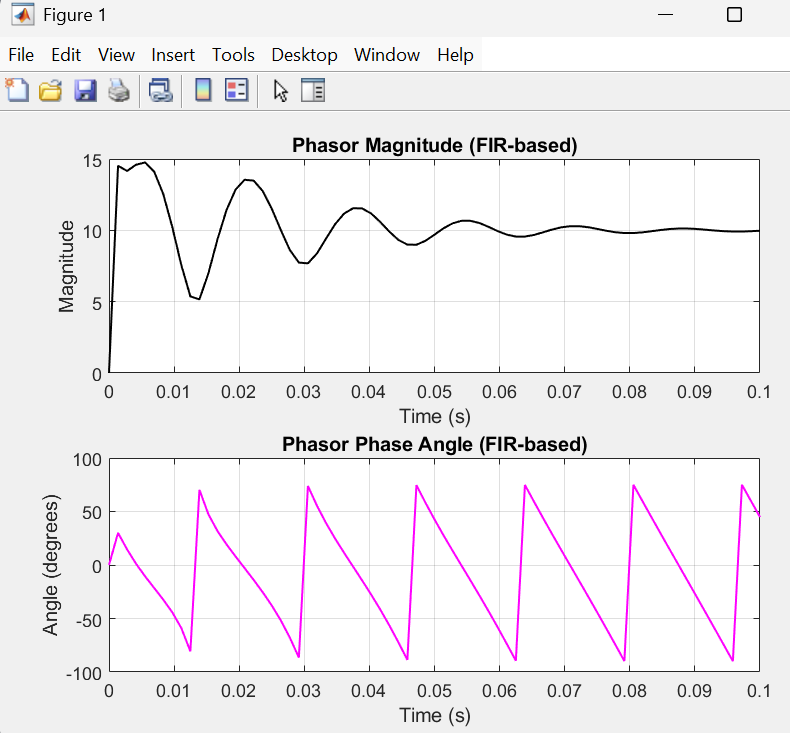 Figure 1
File Edit View Insert Tools Desktop Window Help
Phasor Magnitude (FIR-based)
15
10
5
0
Magnitude
0 0.01 0.02 0.03 0.04 0.05 0.06 0.07 0.08 0.09 0.1
Time (s)
Phasor Phase Angle (FIR-based)
100
50
0
-50
-100
Angle (degrees)
0 0.01 0.02 0.03 0.04 0.05 0.06 0.07 0.08 0.09 0.1
Time (s)